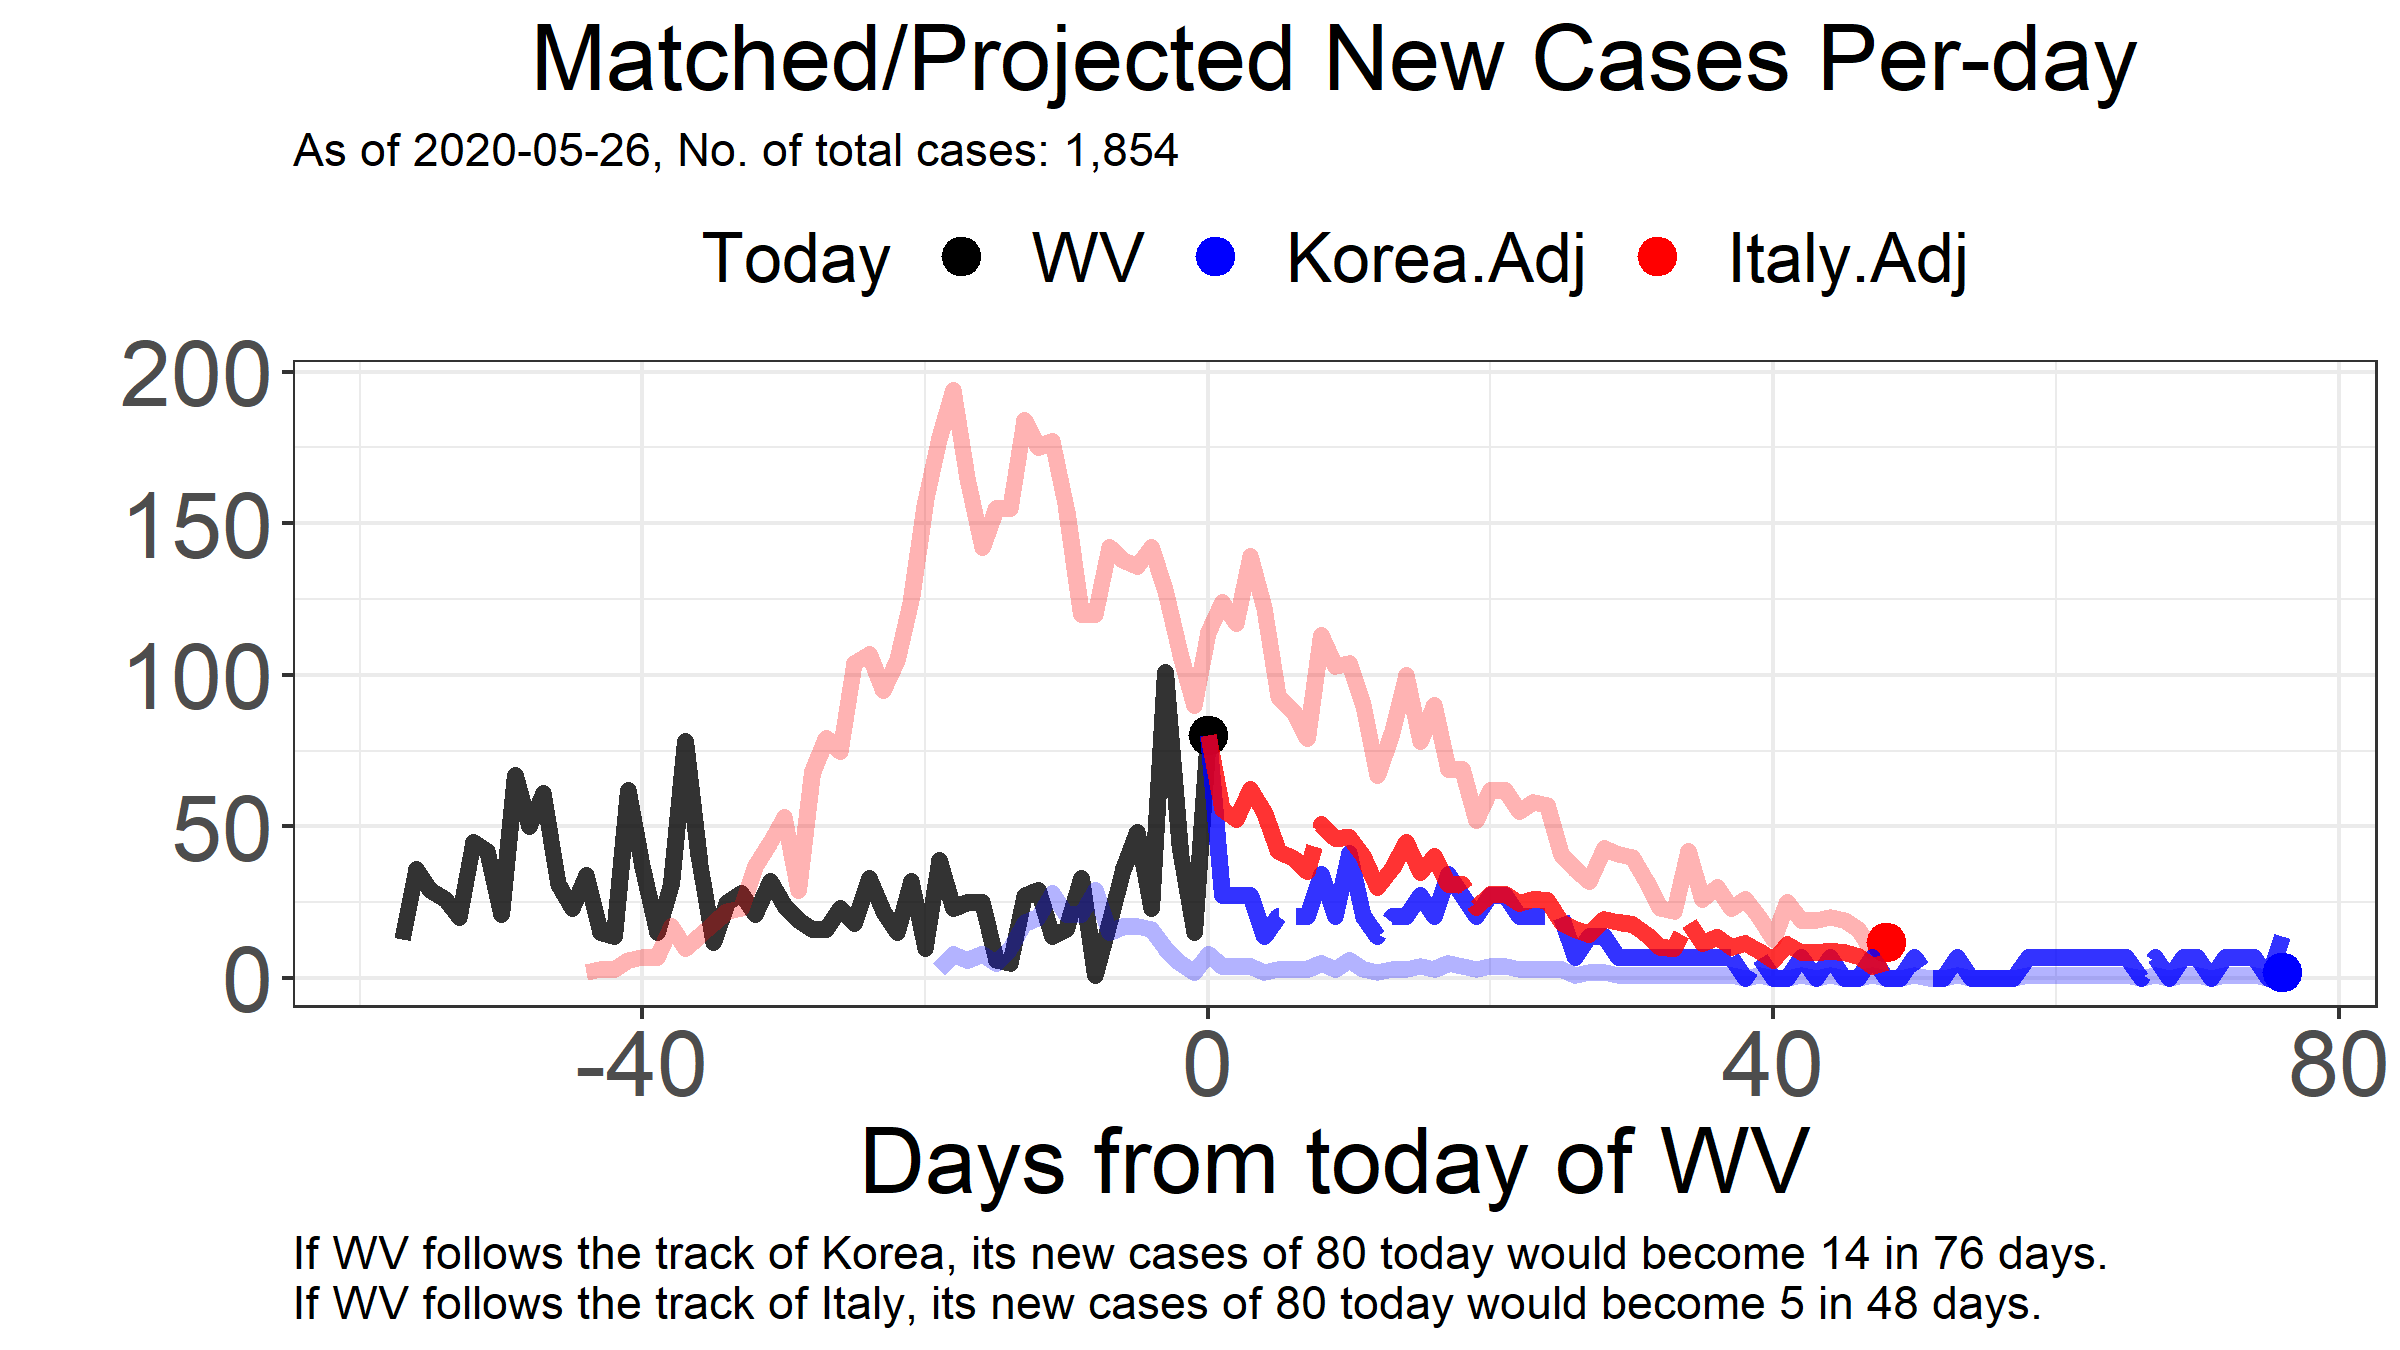 Matched/Projected New Cases Per-day
As of 2020-05-26, No. of total cases: 1,854
Today WV Korea.Adj Italy.Adj
200
150
100
50
0
-40 0 40 80
Days from today of WV
If WV follows the track of Korea, its new cases of 80 today would become 14 in 76 days.
If WV follows the track of Italy, its new cases of 80 today would become 5 in 48 days.